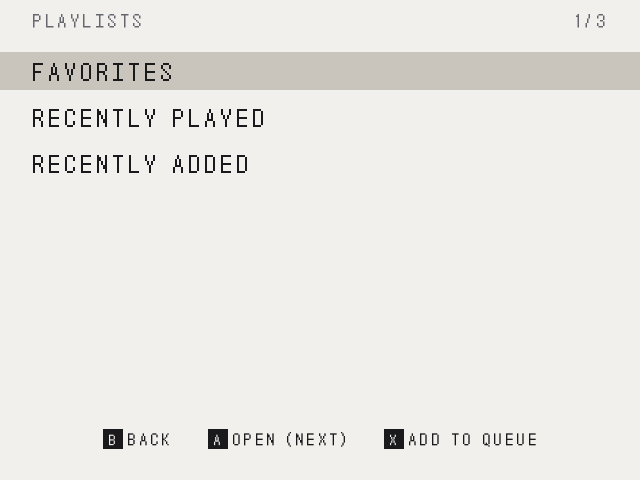 PLAYLISTS 1/3
FAVORITES
RECENTLY PLAYED
RECENTLY ADDED
B BACK A OPEN (NEXT) X ADD TO QUEUE